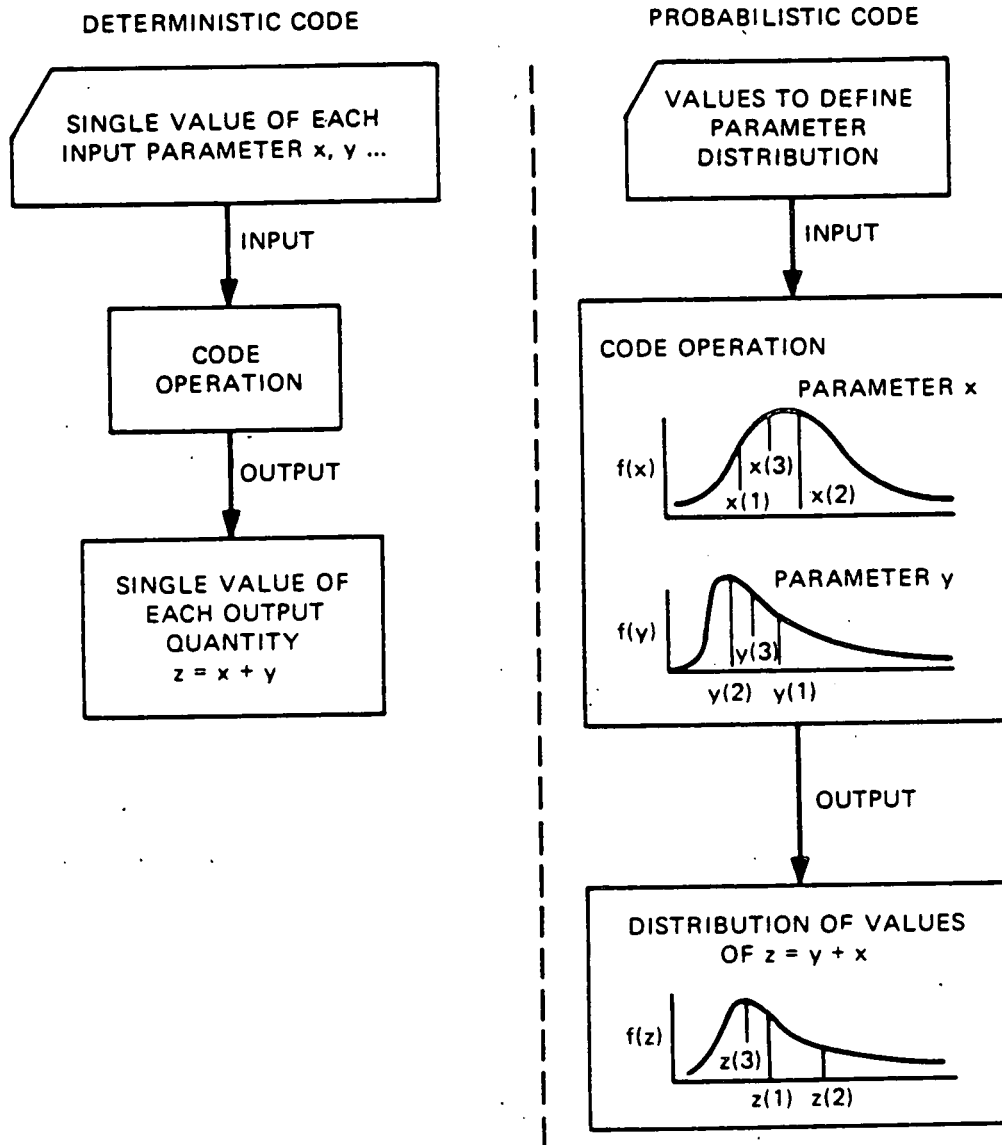 DETERMINISTIC CODE
SINGLE VALUE OF EACH
INPUT PARAMETER x, y ...
INPUT
CODE
OPERATION
OUTPUT
SINGLE VALUE OF
EACH OUTPUT
QUANTITY
z = x + y
PROBABILISTIC CODE
VALUES TO DEFINE
PARAMETER
DISTRIBUTION
INPUT
CODE OPERATION
PARAMETER x
f(x)
x(3)
x(1) x(2)
PARAMETER y
f(y)
y(3)
y(2) y(1)
OUTPUT
DISTRIBUTION OF VALUES
OF z = y + x
f(z)
z(3)
z(1) z(2)